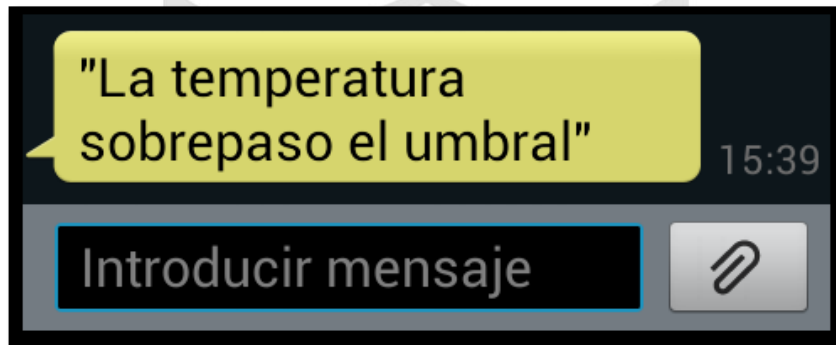 "La temperatura
sobrepaso el umbral"
15:39
Introducir mensaje